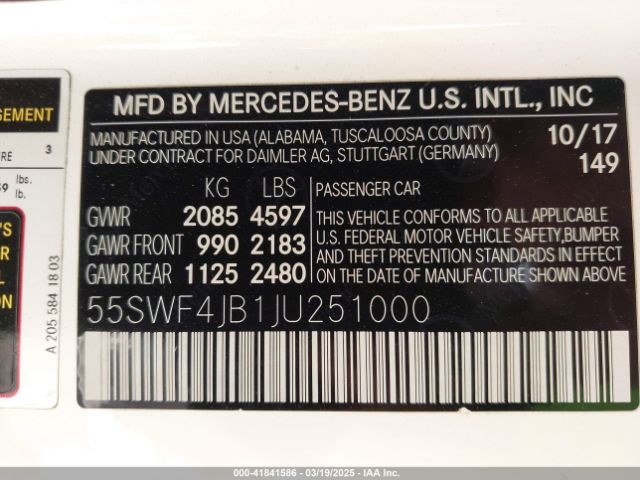 MFD BY MERCEDES-BENZ U.S. INTL., INC
MANUFACTURED IN USA (ALABAMA, TUSCALOOSA COUNTY) 10/17
UNDER CONTRACT FOR DAIMLER AG, STUTTGART (GERMANY) 149
KG LBS PASSENGER CAR
GVWR 2085 4597
GAWR FRONT 990 2183
GAWR REAR 1125 2480
THIS VEHICLE CONFORMS TO ALL APPLICABLE
U.S. FEDERAL MOTOR VEHICLE SAFETY,BUMPER
AND THEFT PREVENTION STANDARDS IN EFFECT
ON THE DATE OF MANUFACTURE SHOWN ABOVE.
55SWF4JB1JU251000
GEMENT
3
lbs.
lb.
A 205 584 18 03
000-41841586 - 03/19/2025 - IAA Inc.